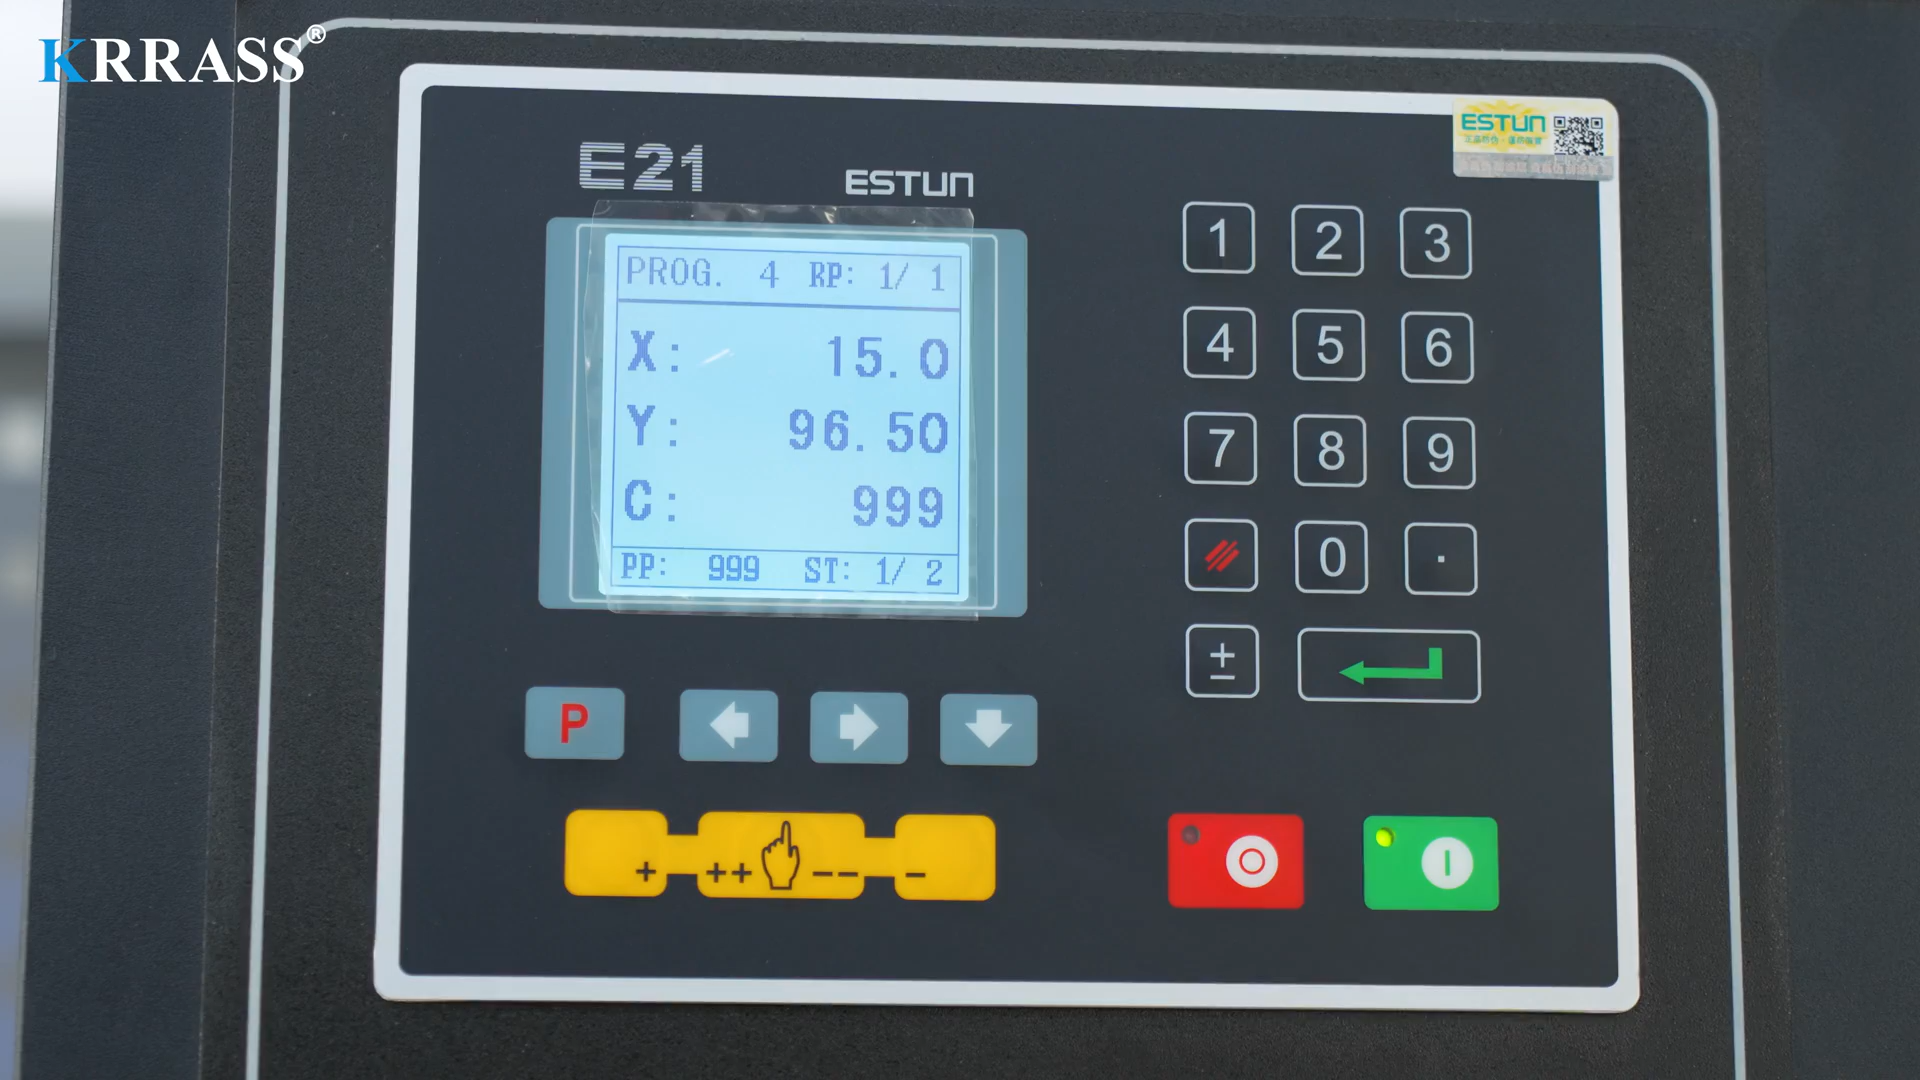 KRRASS®
E21
ESTUN
ESTUN
PROG. 4 RP: 1/ 1
X: 15.0
Y: 96.50
C: 999
PP: 999 ST: 1/ 2
1 2 3
4 5 6
7 8 9
0 .
±
P
+ ++ -- -